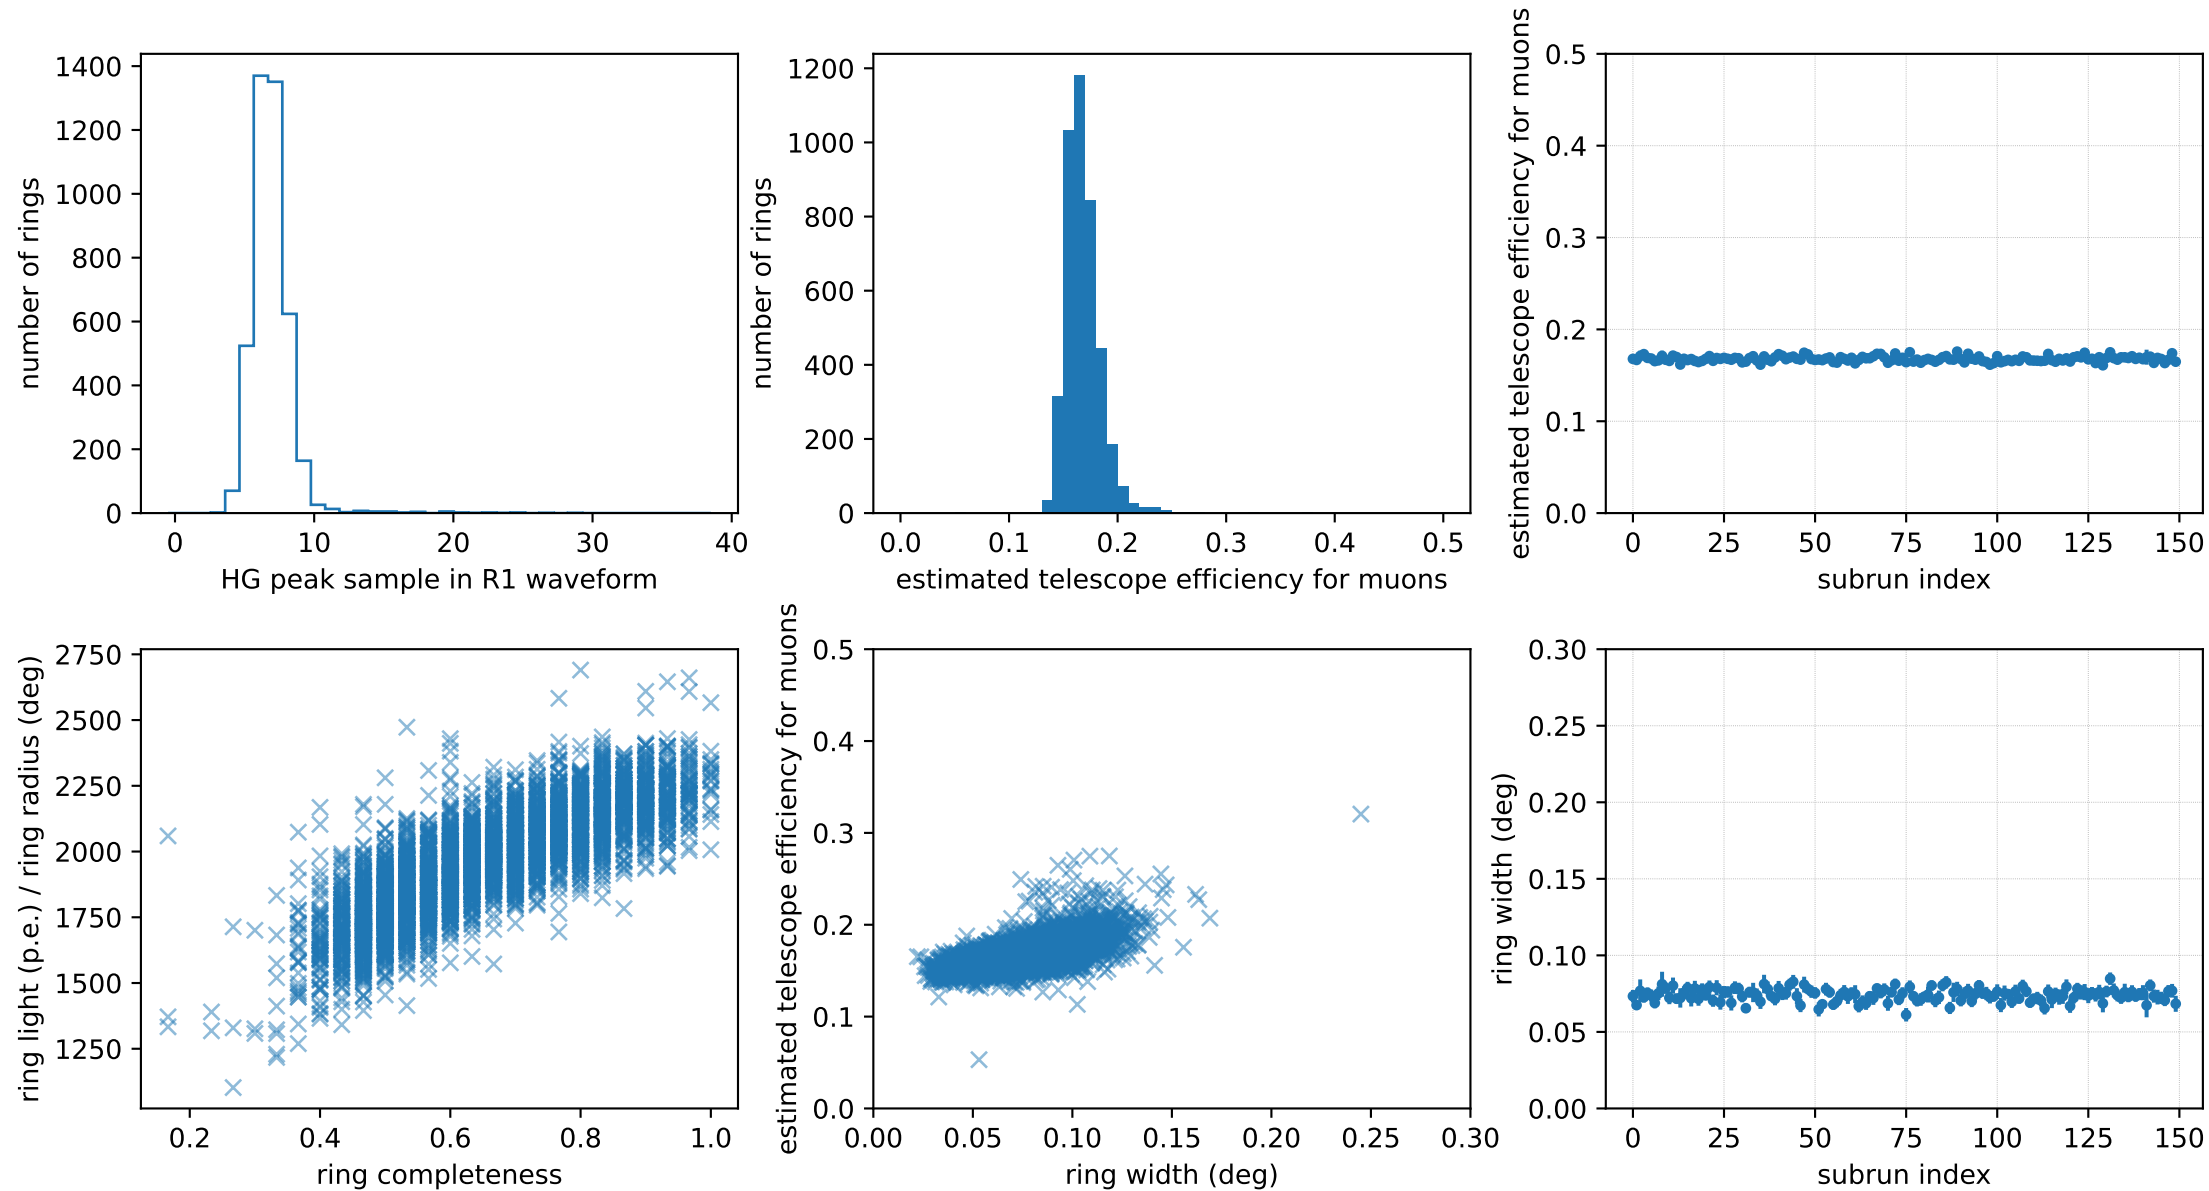 1400
1200
1000
800
600
400
200
0
number of rings
0 10 20 30 40
HG peak sample in R1 waveform
1200
1000
800
600
400
200
0
number of rings
0.0 0.1 0.2 0.3 0.4 0.5
estimated telescope efficiency for muons
0.5
0.4
0.3
0.2
0.1
0.0
estimated telescope efficiency for muons
0 25 50 75 100 125 150
subrun index
2750
2500
2250
2000
1750
1500
1250
ring light (p.e.) / ring radius (deg)
0.2 0.4 0.6 0.8 1.0
ring completeness
0.5
0.4
0.3
0.2
0.1
0.0
estimated telescope efficiency for muons
0.00 0.05 0.10 0.15 0.20 0.25 0.30
ring width (deg)
0.30
0.25
0.20
0.15
0.10
0.05
0.00
ring width (deg)
0 25 50 75 100 125 150
subrun index